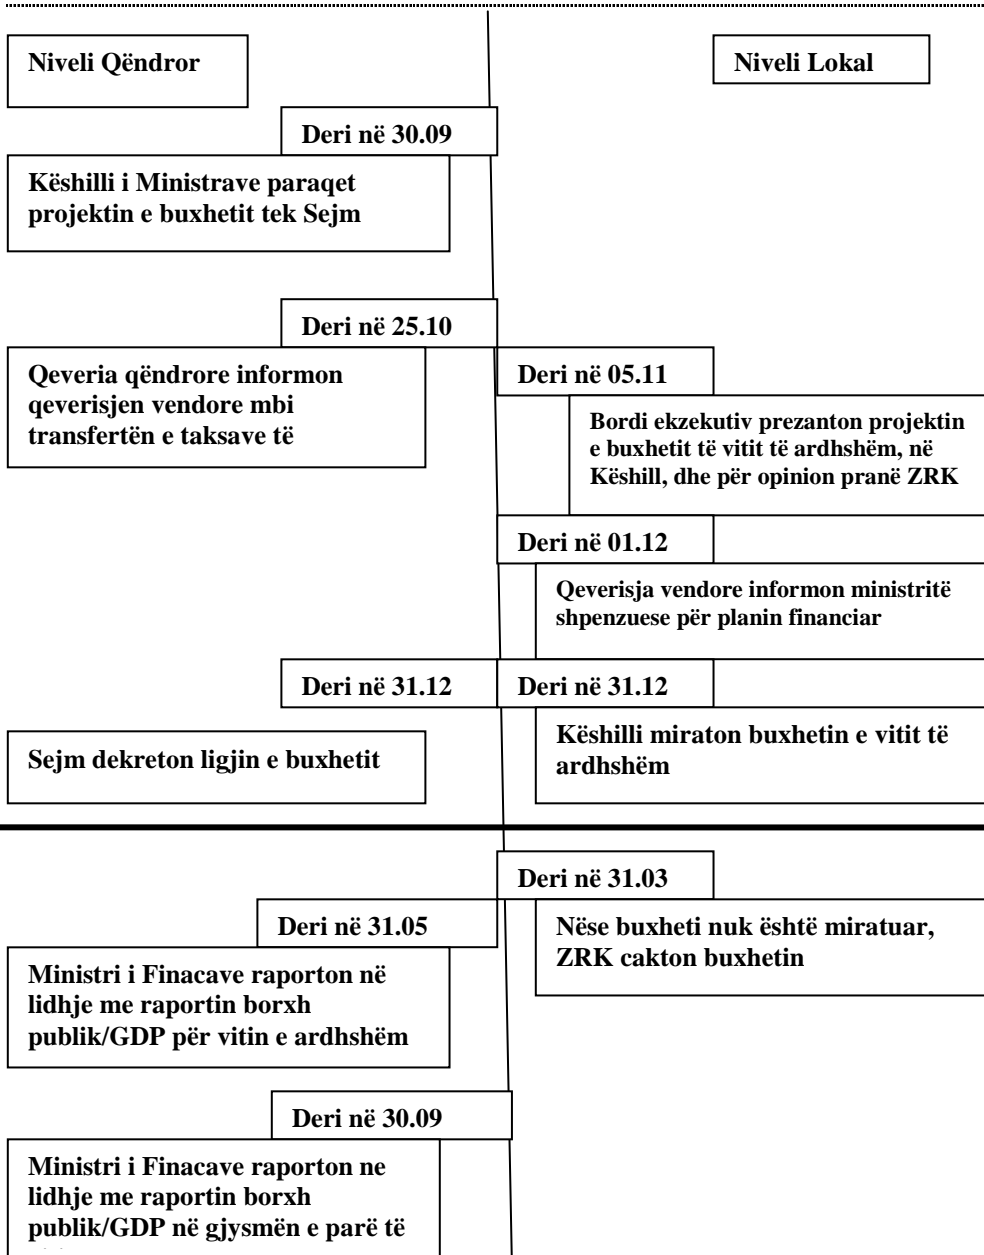 Niveli Qëndror
Niveli Lokal
Deri në 30.09
Këshilli i Ministrave paraqet
projektin e buxhetit tek Sejm
Deri në 25.10
Qeveria qëndrore informon
qeverisjen vendore mbi
transfertën e taksave të
Deri në 05.11
Bordi ekzekutiv prezanton projektin
e buxhetit të vitit të ardhshëm, në
Këshill, dhe për opinion pranë ZRK
Deri në 01.12
Qeverisja vendore informon ministritë
shpenzuese për planin financiar
Deri në 31.12
Deri në 31.12
Sejm dekreton ligjin e buxhetit
Këshilli miraton buxhetin e vitit të
ardhshëm
Deri në 31.03
Nëse buxheti nuk është miratuar,
ZRK cakton buxhetin
Deri në 31.05
Ministri i Finacave raporton në
lidhje me raportin borxh
publik/GDP për vitin e ardhshëm
Deri në 30.09
Ministri i Finacave raporton ne
lidhje me raportin borxh
publik/GDP në gjysmën e parë të